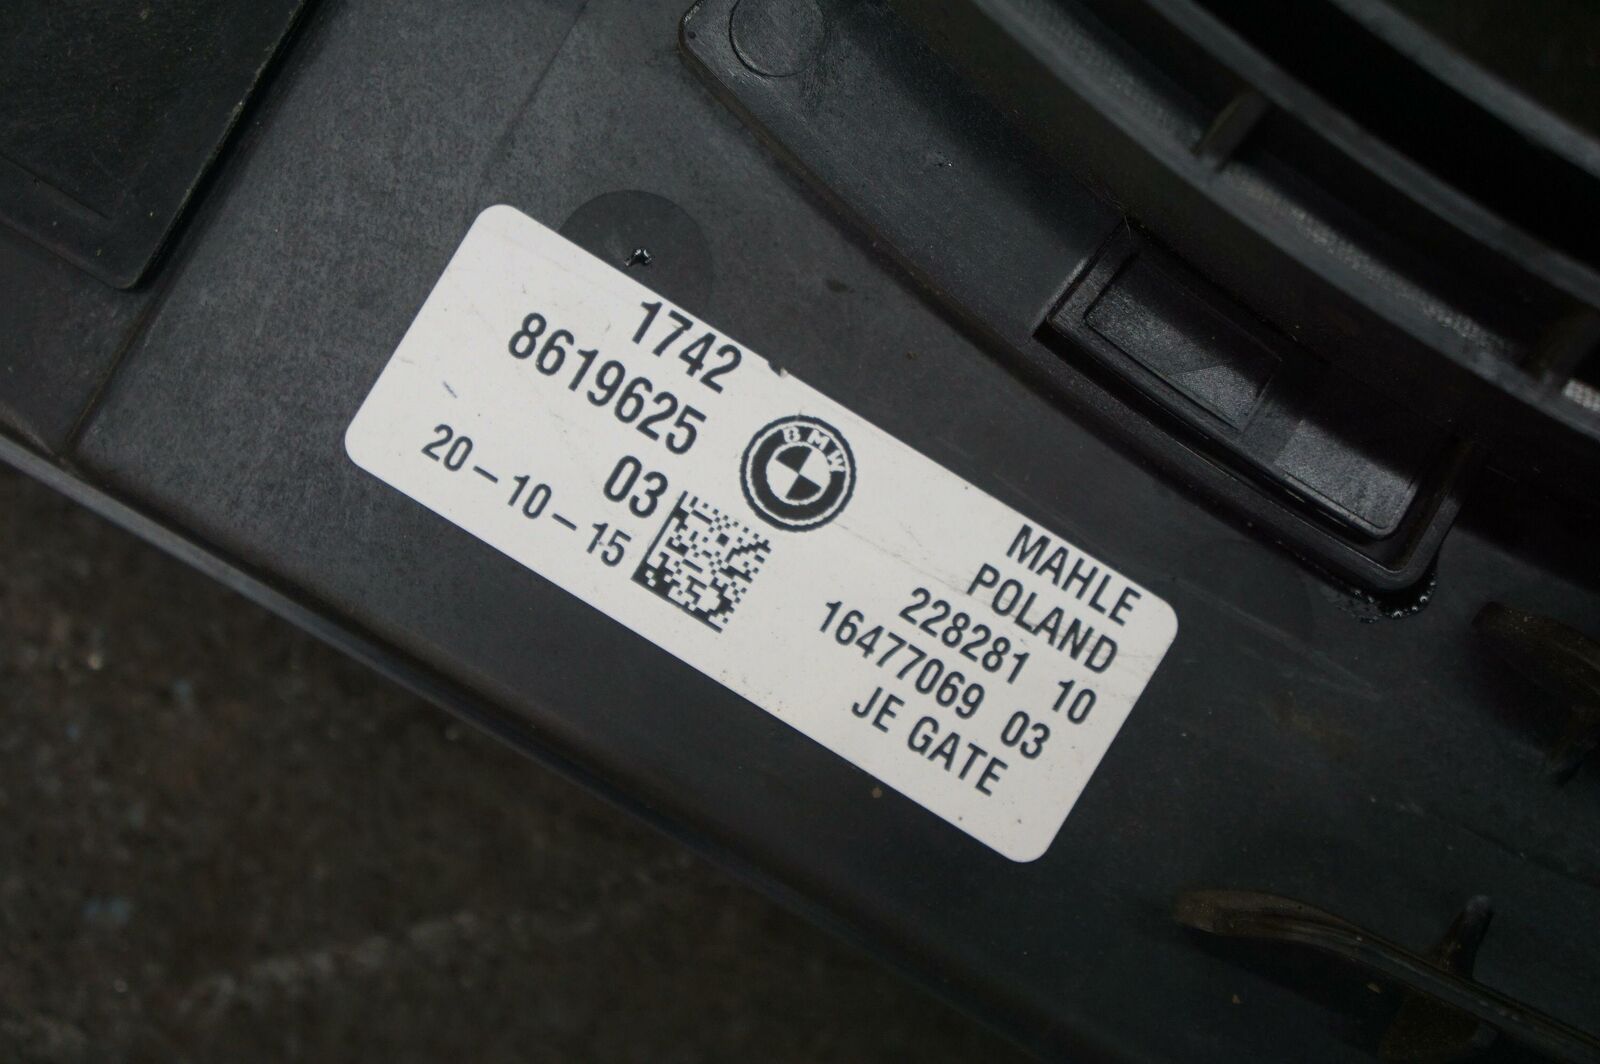 1742
8619625
03
20-10-15
BMW
MAHLE
POLAND
228281 10
16477069 03
JE GATE